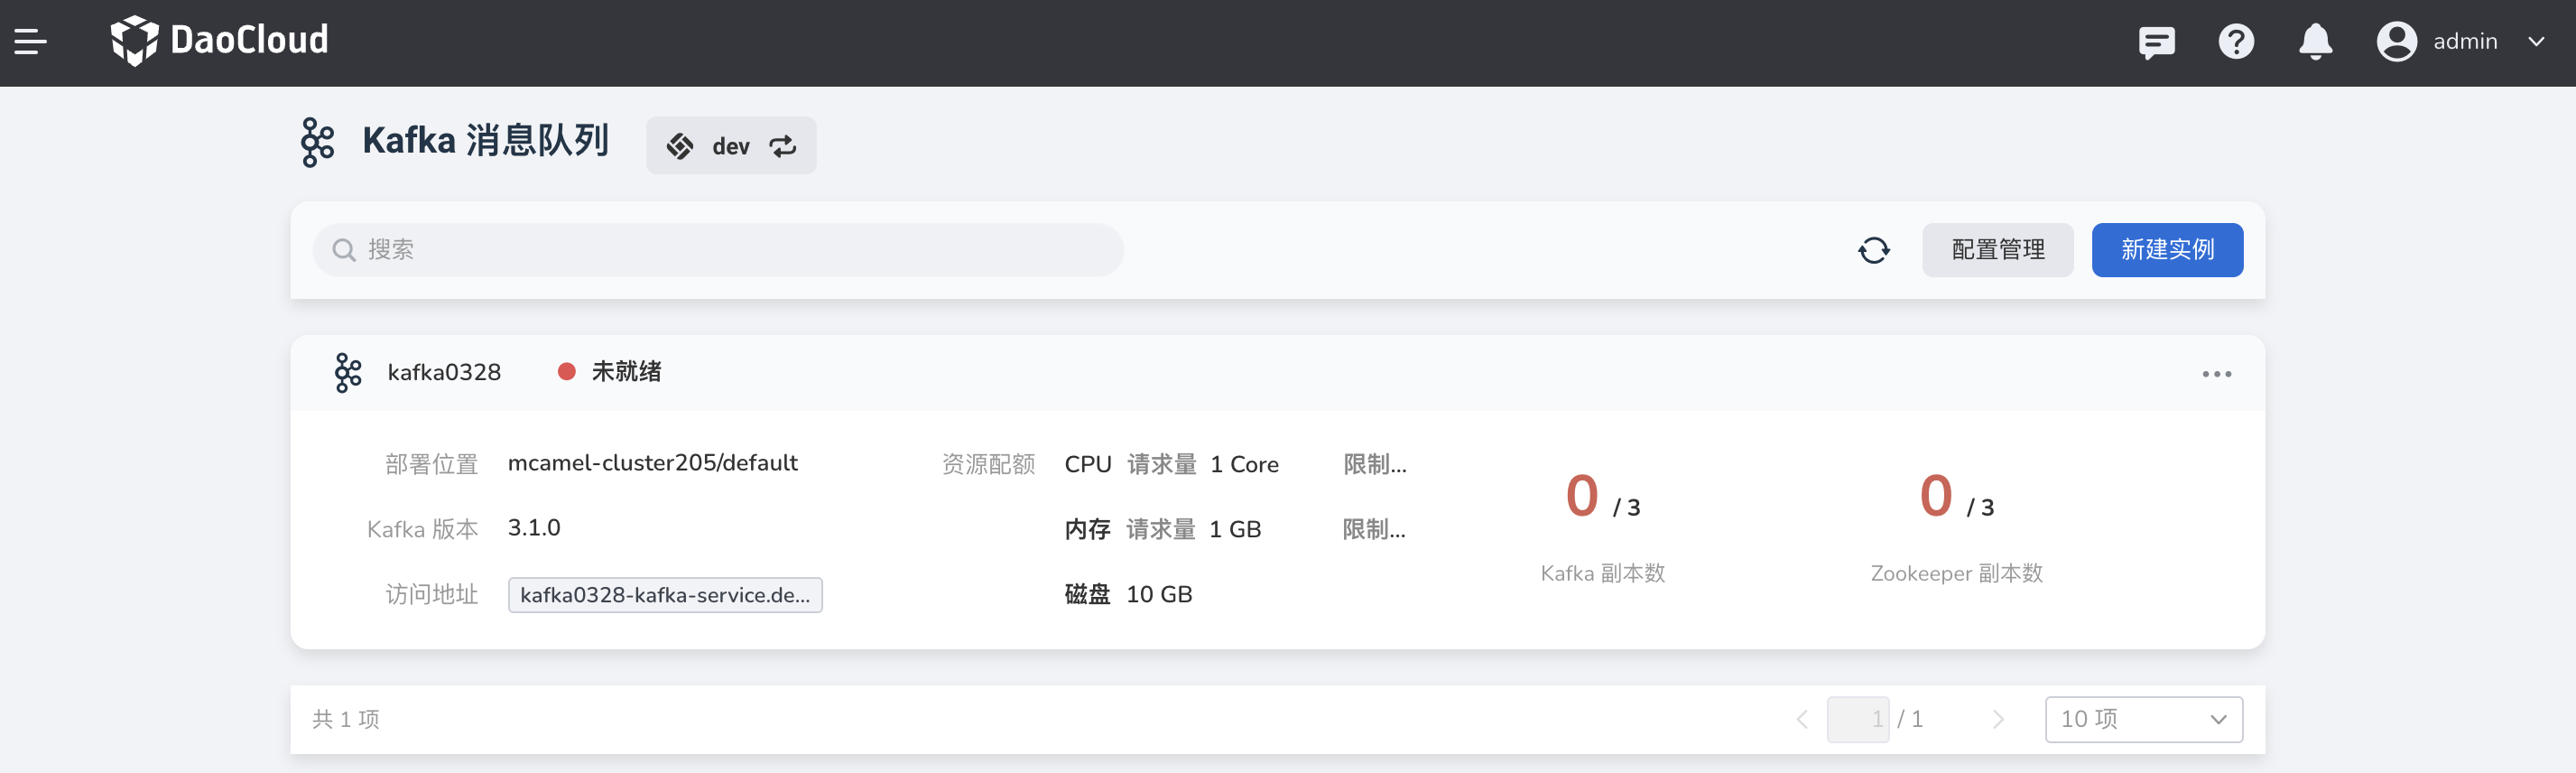 DaoCloud
admin
Kafka 消息队列
dev
搜索
配置管理
新建实例
kafka0328
未就绪
部署位置 mcamel-cluster205/default
资源配额 CPU 请求量 1 Core 限制...
Kafka 版本 3.1.0
内存 请求量 1 GB 限制...
访问地址 kafka0328-kafka-service.de...
磁盘 10 GB
0 / 3
Kafka 副本数
0 / 3
Zookeeper 副本数
共 1 项
1 / 1
10 项